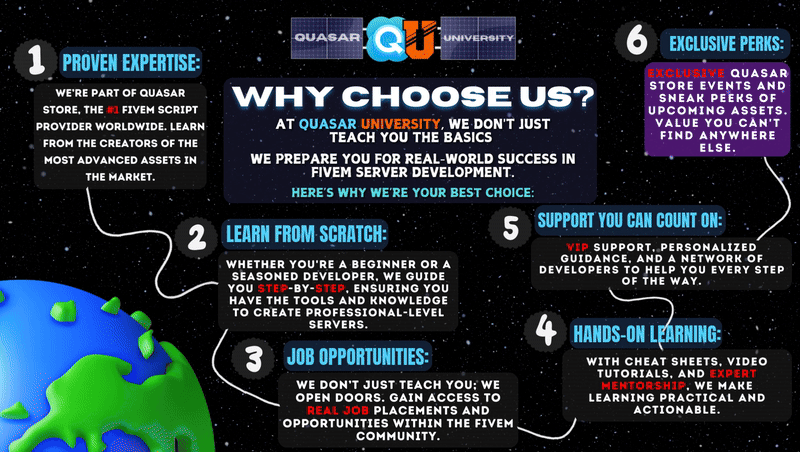 QUASAR QU UNIVERSITY
WHY CHOOSE US?
AT QUASAR UNIVERSITY, WE DON'T JUST
TEACH YOU THE BASICS
WE PREPARE YOU FOR REAL-WORLD SUCCESS IN
FIVEM SERVER DEVELOPMENT.
HERE'S WHY WE'RE YOUR BEST CHOICE:
1 PROVEN EXPERTISE:
WE'RE PART OF QUASAR
STORE, THE #1 FIVEM SCRIPT
PROVIDER WORLDWIDE. LEARN
FROM THE CREATORS OF THE
MOST ADVANCED ASSETS IN
THE MARKET.
2 LEARN FROM SCRATCH:
WHETHER YOU'RE A BEGINNER OR A
SEASONED DEVELOPER, WE GUIDE
YOU STEP-BY-STEP, ENSURING YOU
HAVE THE TOOLS AND KNOWLEDGE
TO CREATE PROFESSIONAL-LEVEL
SERVERS.
3 JOB OPPORTUNITIES:
WE DON'T JUST TEACH YOU; WE
OPEN DOORS. GAIN ACCESS TO
REAL JOB PLACEMENTS AND
OPPORTUNITIES WITHIN THE FIVEM
COMMUNITY.
4 HANDS-ON LEARNING:
WITH CHEAT SHEETS, VIDEO
TUTORIALS, AND EXPERT
MENTORSHIP, WE MAKE
LEARNING PRACTICAL AND
ACTIONABLE.
5 SUPPORT YOU CAN COUNT ON:
VIP SUPPORT, PERSONALIZED
GUIDANCE, AND A NETWORK OF
DEVELOPERS TO HELP YOU EVERY STEP
OF THE WAY.
6 EXCLUSIVE PERKS:
EXCLUSIVE QUASAR
STORE EVENTS AND
SNEAK PEEKS OF
UPCOMING ASSETS.
VALUE YOU CAN'T
FIND ANYWHERE
ELSE.